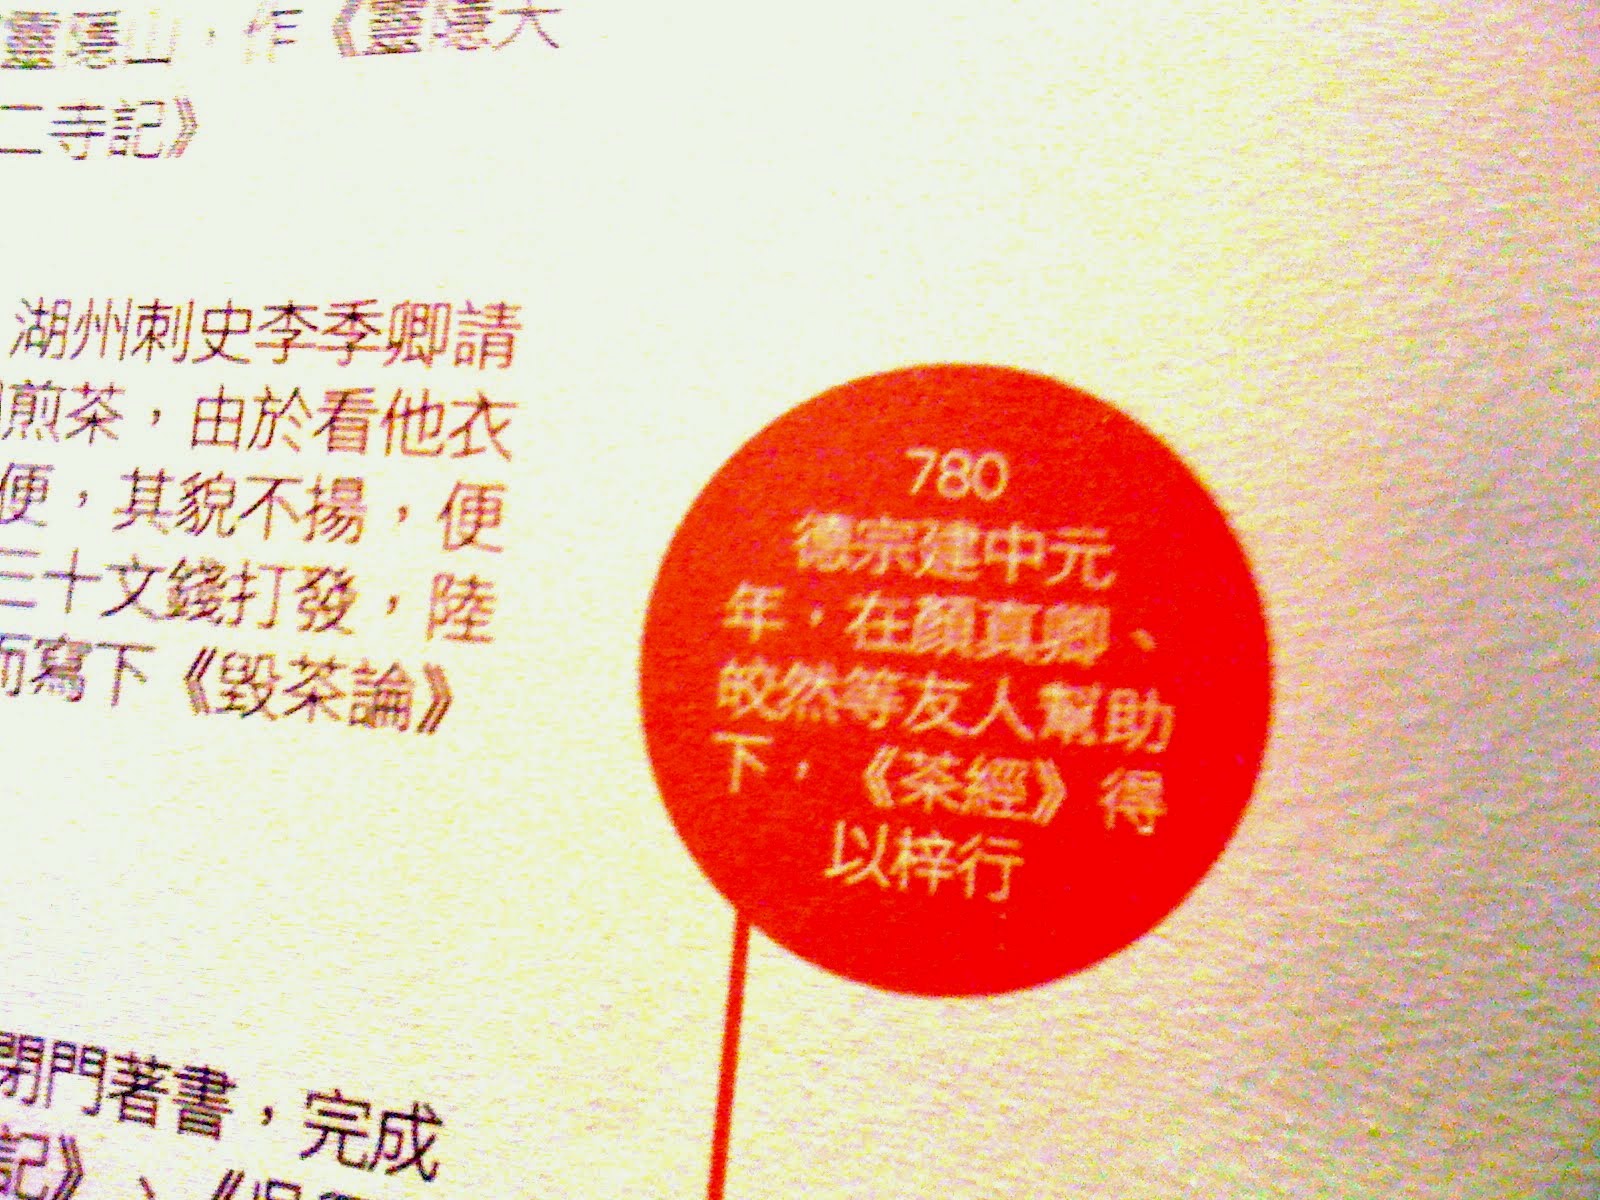 靈隱山，作《靈隱大
二寺記》
湖州刺史李季卿請
煎茶，由於看他衣
便，其貌不揚，便
三十文錢打發，陸
而寫下《毀茶論》
780
德宗建中元
年，在顏真卿、
皎然等友人幫助
下，《茶經》得
以梓行
閉門著書，完成
記》、《